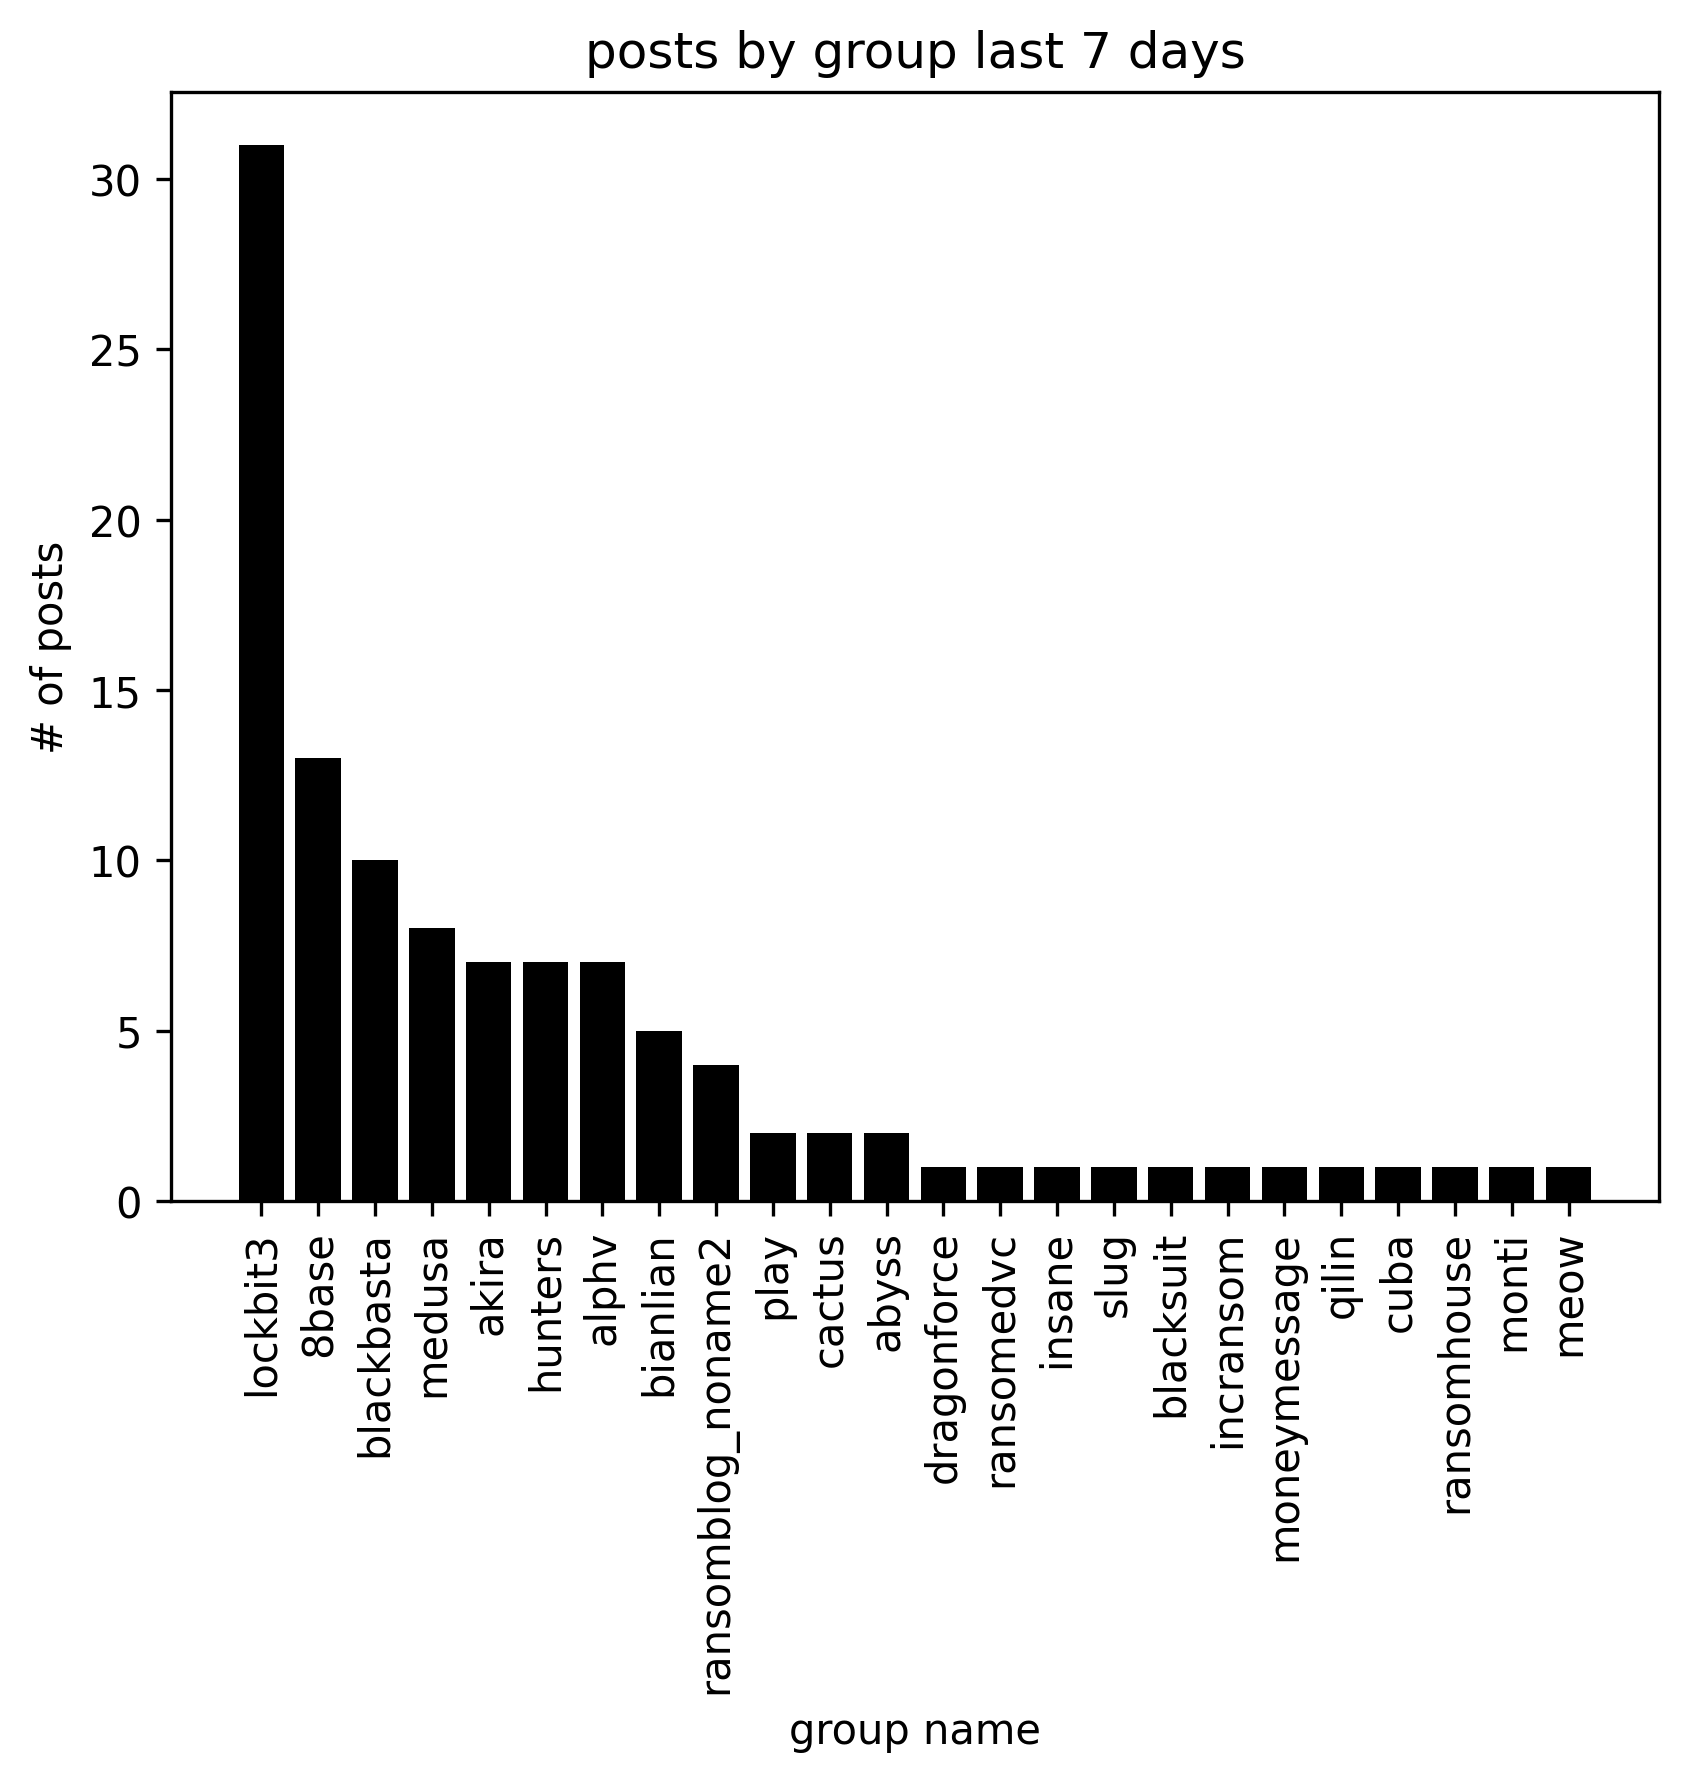 posts by group last 7 days
# of posts
30
25
20
15
10
5
0
lockbit3
8base
blackbasta
medusa
akira
hunters
alphv
bianlian
ransomblog_noname2
play
cactus
abyss
dragonforce
ransomedvc
insane
slug
blacksuit
incransom
moneymessage
qilin
cuba
ransomhouse
monti
meow
group name